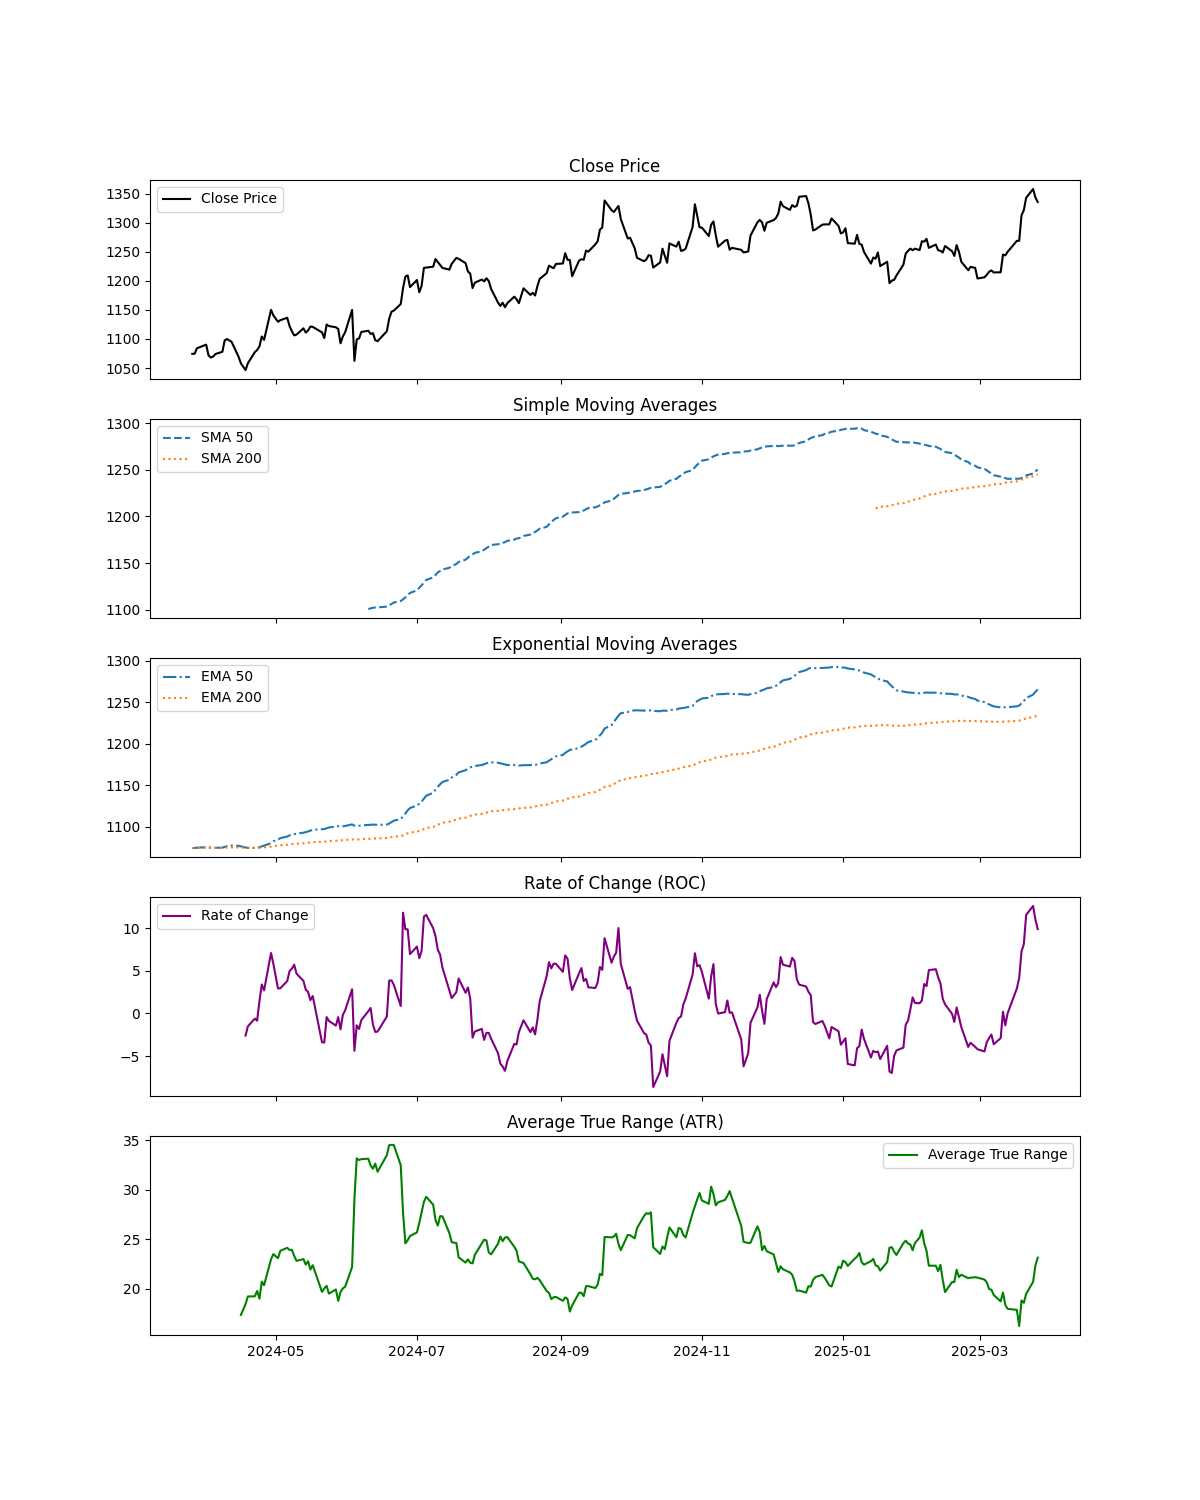 Close Price
1350
1300
1250
1200
1150
1100
1050
Close Price
Simple Moving Averages
1300
1250
1200
1150
1100
SMA 50
SMA 200
Exponential Moving Averages
1300
1250
1200
1150
1100
EMA 50
EMA 200
Rate of Change (ROC)
10
5
0
−5
Rate of Change
Average True Range (ATR)
35
30
25
20
Average True Range
2024-05 2024-07 2024-09 2024-11 2025-01 2025-03